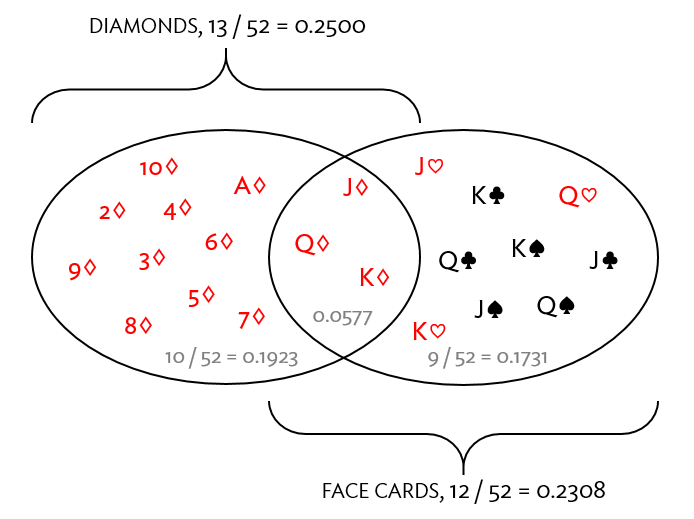 DIAMONDS, 13 / 52 = 0.2500
10♢
A♢
J♢
J♡
K♣
Q♡
2♢
4♢
6♢
Q♢
K♠
9♢
3♢
K♢
Q♣
J♣
5♢
8♢
7♢
0.0577
J♠
Q♠
K♡
10 / 52 = 0.1923
9 / 52 = 0.1731
FACE CARDS, 12 / 52 = 0.2308